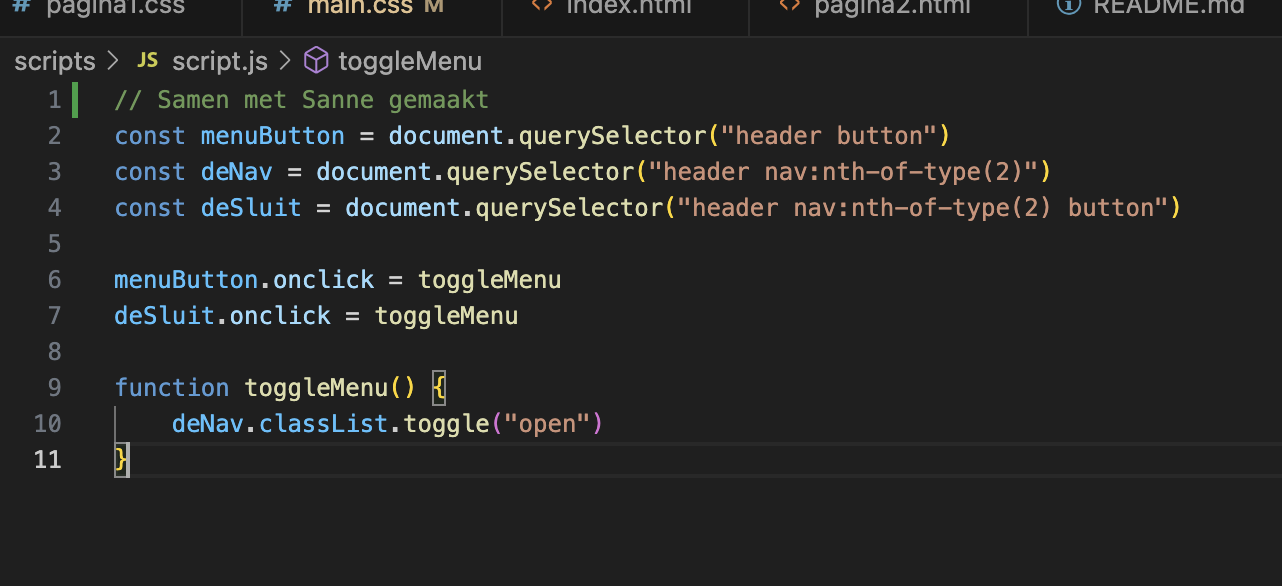 # pagina1.css # main.css M <> index.html <> pagina2.html README.md
scripts > JS script.js > toggleMenu
1 // Samen met Sanne gemaakt
2 const menuButton = document.querySelector("header button")
3 const deNav = document.querySelector("header nav:nth-of-type(2)")
4 const deSluit = document.querySelector("header nav:nth-of-type(2) button")
5
6 menuButton.onclick = toggleMenu
7 deSluit.onclick = toggleMenu
8
9 function toggleMenu() {
10 deNav.classList.toggle("open")
11 }